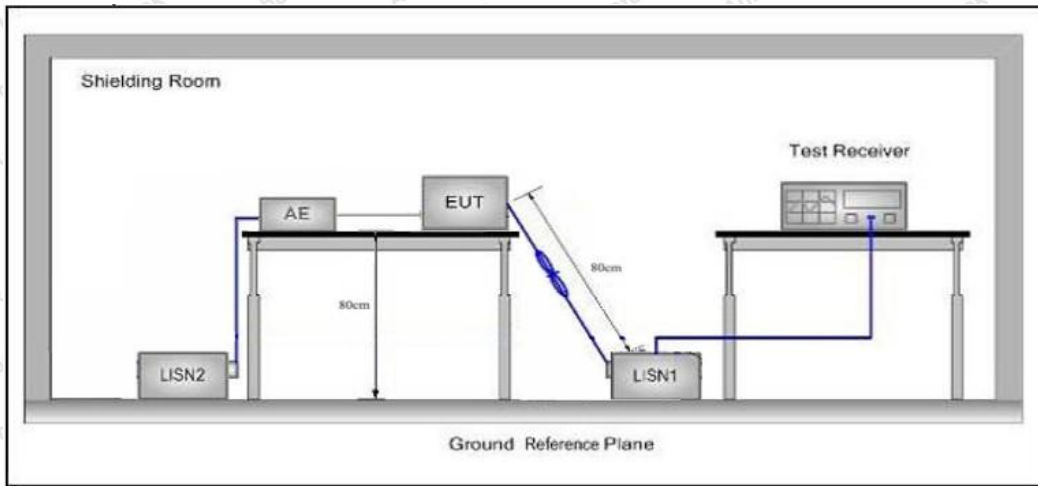 Shielding Room
Test Receiver
AE
EUT
80cm
80cm
LISN2
LISN1
Ground Reference Plane